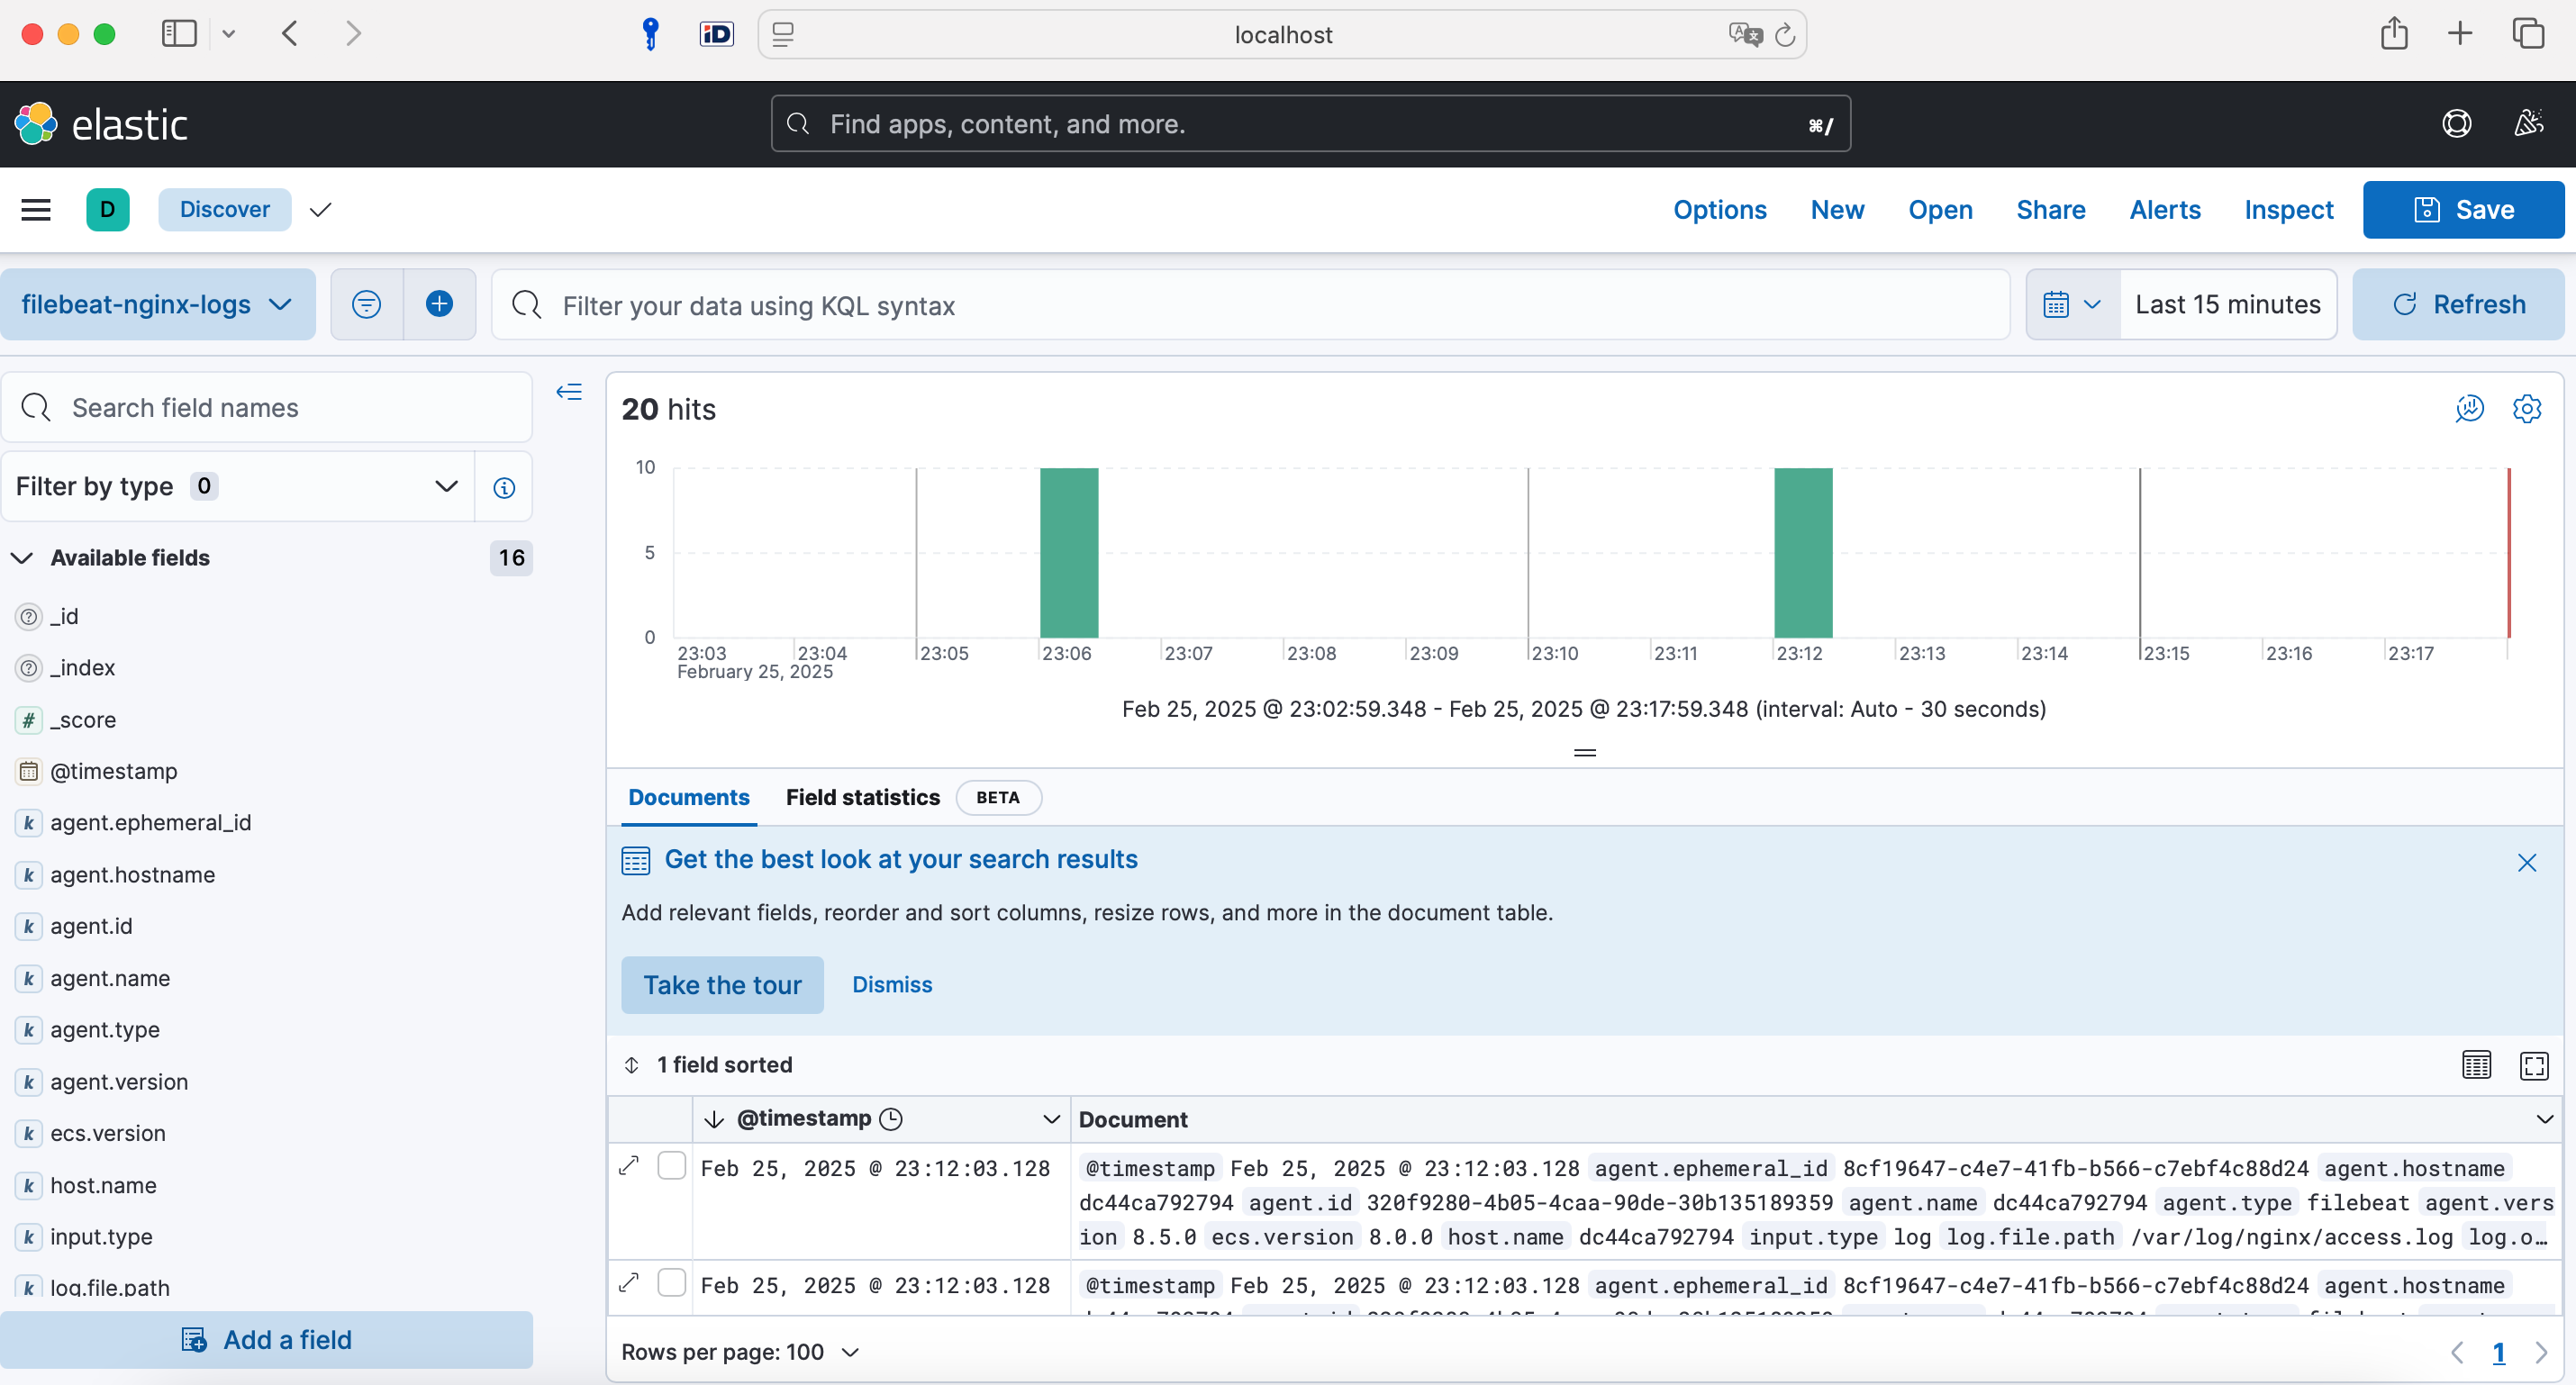 localhost
elastic
Find apps, content, and more.
⌘/
D
Discover
Options
New
Open
Share
Alerts
Inspect
Save
filebeat-nginx-logs
Filter your data using KQL syntax
Last 15 minutes
Refresh
Search field names
Filter by type 0
Available fields 16
_id
_index
# _score
@timestamp
k agent.ephemeral_id
k agent.hostname
k agent.id
k agent.name
k agent.type
k agent.version
k ecs.version
k host.name
k input.type
k log.file.path
Add a field
20 hits
10
5
0
23:03 23:04 23:05 23:06 23:07 23:08 23:09 23:10 23:11 23:12 23:13 23:14 23:15 23:16 23:17
February 25, 2025
Feb 25, 2025 @ 23:02:59.348 - Feb 25, 2025 @ 23:17:59.348 (interval: Auto - 30 seconds)
Documents
Field statistics BETA
Get the best look at your search results
Add relevant fields, reorder and sort columns, resize rows, and more in the document table.
Take the tour
Dismiss
1 field sorted
@timestamp
Document
Feb 25, 2025 @ 23:12:03.128
@timestamp Feb 25, 2025 @ 23:12:03.128 agent.ephemeral_id 8cf19647-c4e7-41fb-b566-c7ebf4c88d24 agent.hostname
dc44ca792794 agent.id 320f9280-4b05-4caa-90de-30b135189359 agent.name dc44ca792794 agent.type filebeat agent.vers
ion 8.5.0 ecs.version 8.0.0 host.name dc44ca792794 input.type log log.file.path /var/log/nginx/access.log log.o…
Feb 25, 2025 @ 23:12:03.128
@timestamp Feb 25, 2025 @ 23:12:03.128 agent.ephemeral_id 8cf19647-c4e7-41fb-b566-c7ebf4c88d24 agent.hostname
Rows per page: 100
1